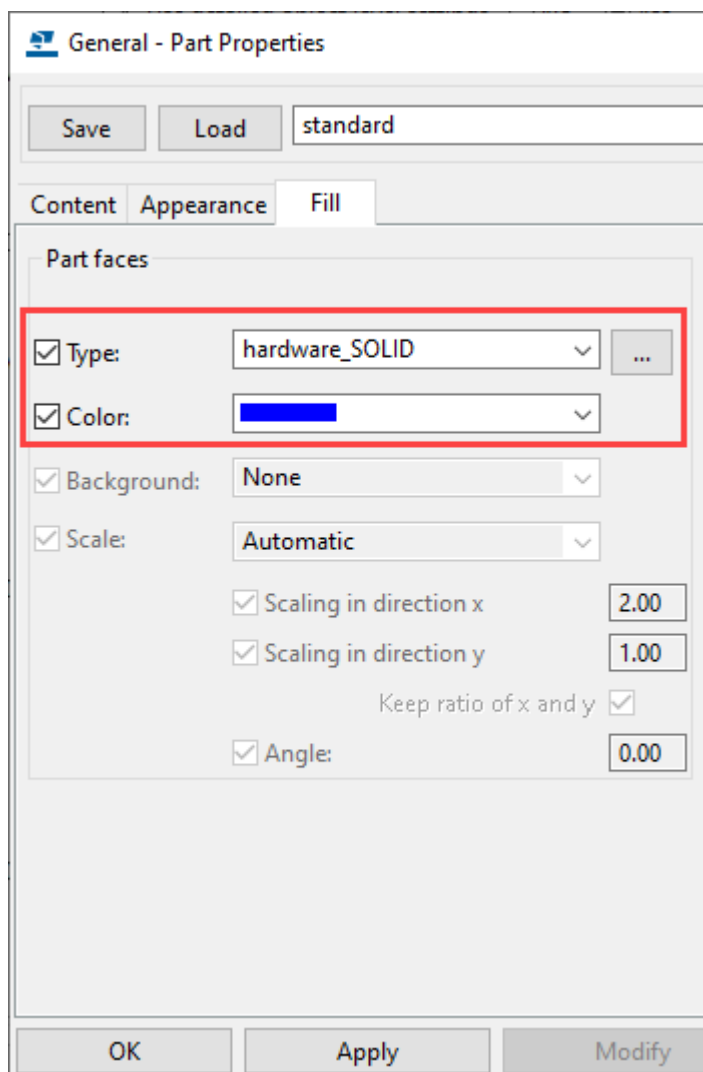 General - Part Properties
Save Load standard
Content Appearance Fill
Part faces
Type: hardware_SOLID ...
Color:
Background: None
Scale: Automatic
Scaling in direction x 2.00
Scaling in direction y 1.00
Keep ratio of x and y
Angle: 0.00
OK Apply Modify